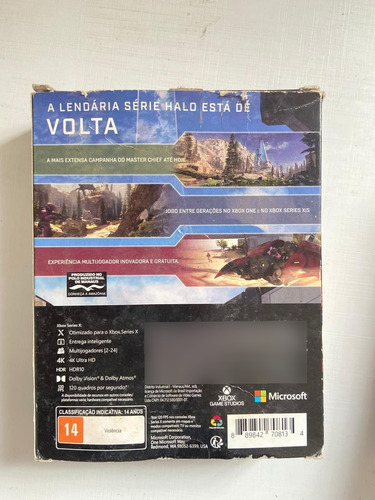 A LENDÁRIA SÉRIE HALO ESTÁ DE
VOLTA
A MAIS EXTENSA CAMPANHA DO MASTER CHIEF ATÉ HOJE
JOGO ENTRE GERAÇÕES NO XBOX ONE E NO XBOX SERIES X|S
EXPERIÊNCIA MULTIJOGADOR INOVADORA E GRATUITA
PRODUZIDO NO
POLO INDUSTRIAL
DE MANAUS
CONHEÇA A AMAZÔNIA
Xbox Series X:
Otimizado para o Xbox Series X
Entrega inteligente
Multijogadores [2-24]
4K 4K Ultra HD
HDR HDR10
Dolby Vision® & Dolby Atmos®
120 quadros por segundo*
CLASSIFICAÇÃO INDICATIVA: 14 ANOS
14
Violência
Microsoft Corporation,
One Microsoft Way
Redmond, WA 98052-6399, USA
XBOX
GAME STUDIOS
Microsoft
8 89842 70813 4